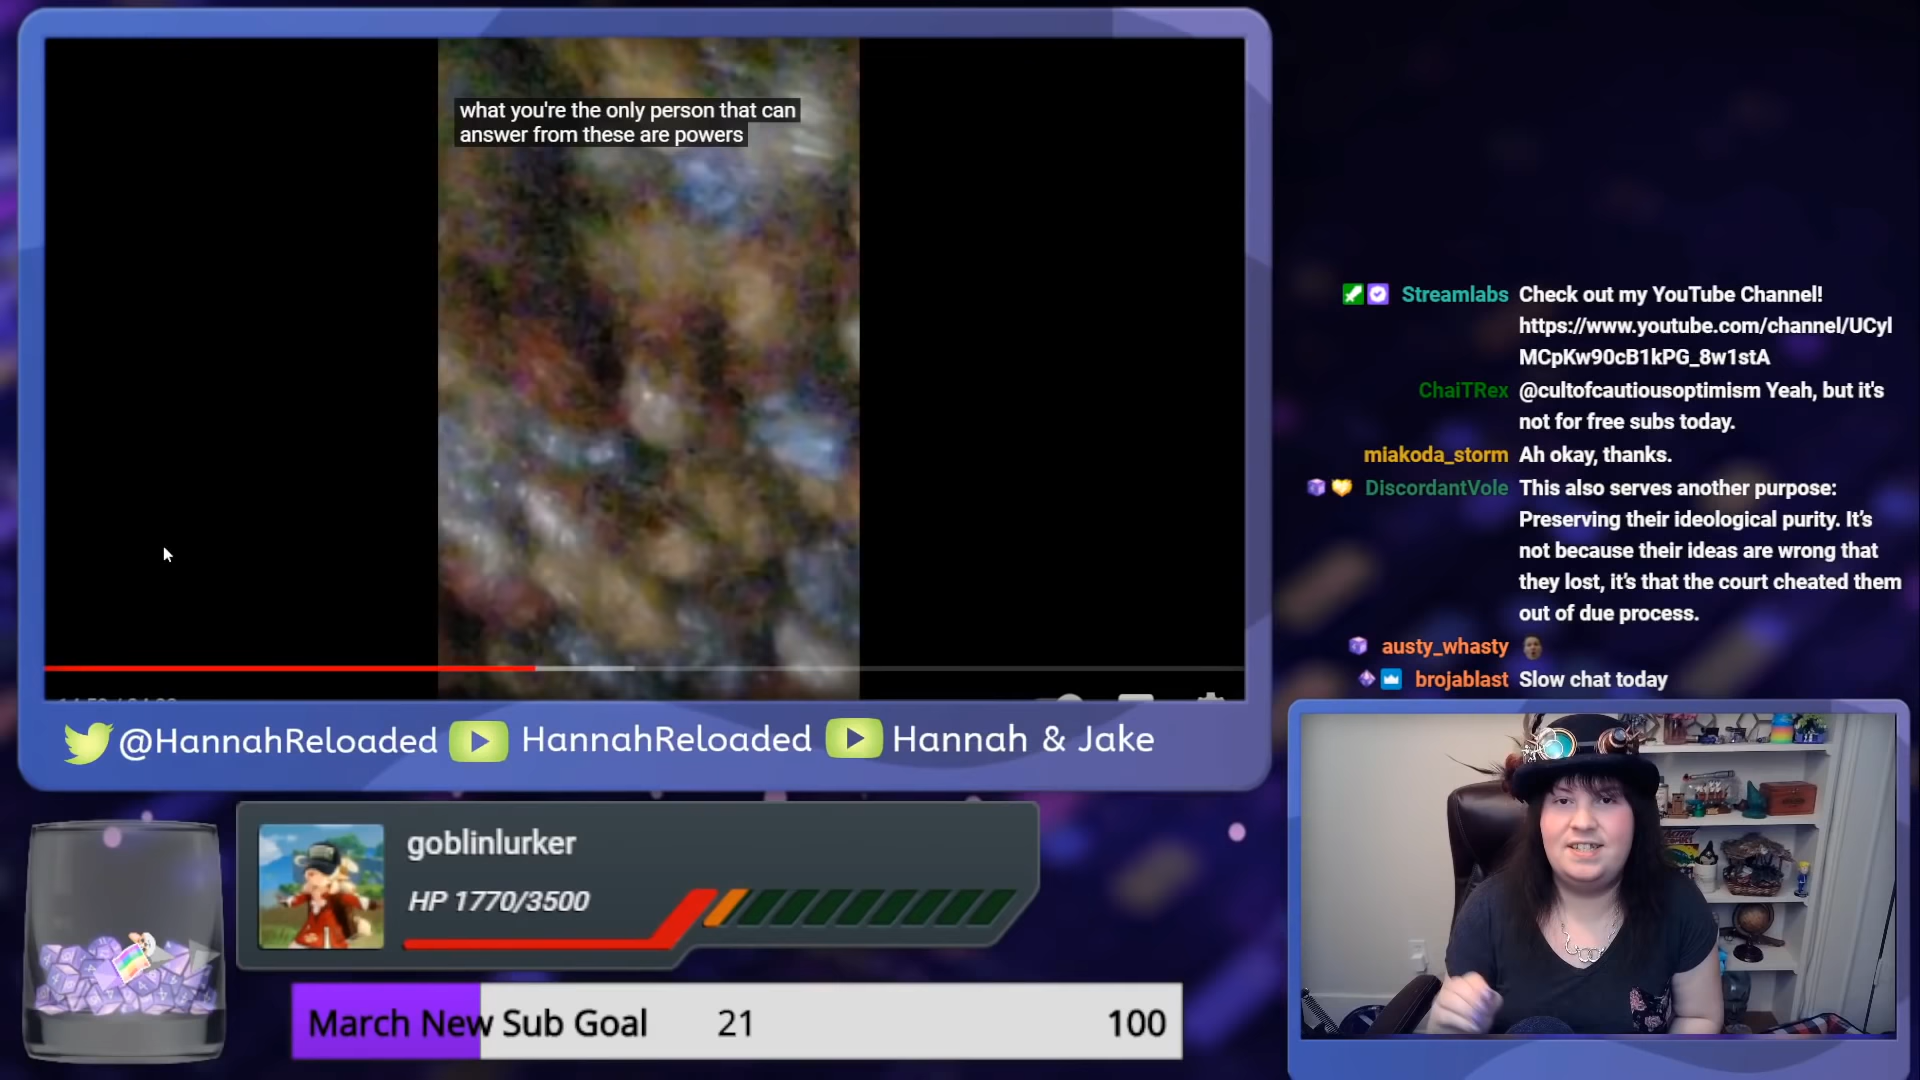 what you're the only person that can
answer from these are powers
@HannahReloaded HannahReloaded Hannah & Jake
Streamlabs Check out my YouTube Channel!
https://www.youtube.com/channel/UCyl
MCpKw90cB1kPG_8w1stA
ChaiTRex @cultofcautiousoptimism Yeah, but it's
not for free subs today.
miakoda_storm Ah okay, thanks.
DiscordantVole This also serves another purpose:
Preserving their ideological purity. It's
not because their ideas are wrong that
they lost, it's that the court cheated them
out of due process.
austy_whasty
brojablast Slow chat today
goblinlurker
HP 1770/3500
March New Sub Goal 21 100